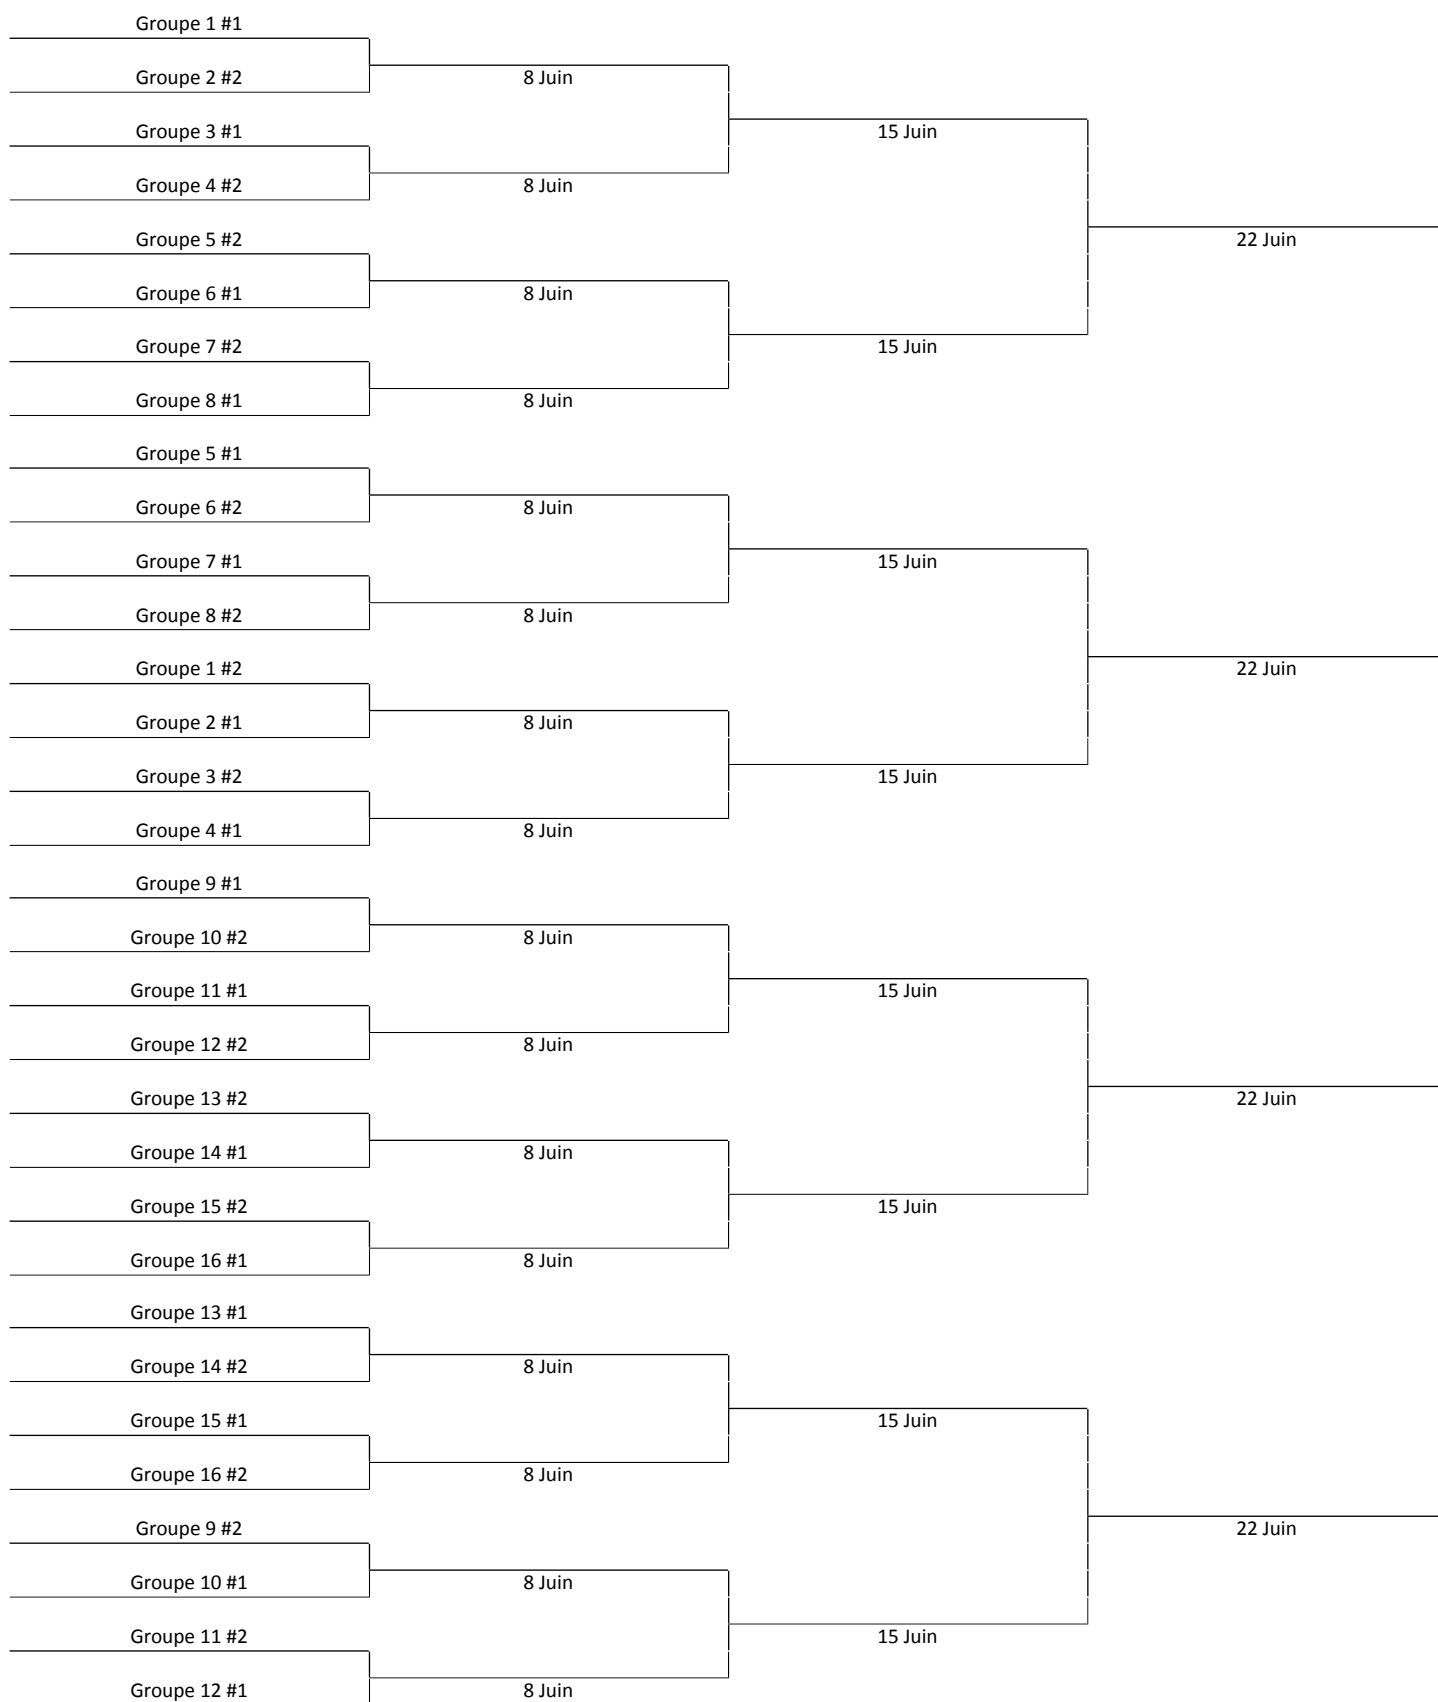 Groupe 1 #1
Groupe 2 #2
8 Juin
Groupe 3 #1
15 Juin
Groupe 4 #2
8 Juin
Groupe 5 #2
22 Juin
Groupe 6 #1
8 Juin
Groupe 7 #2
15 Juin
Groupe 8 #1
8 Juin
Groupe 5 #1
Groupe 6 #2
8 Juin
Groupe 7 #1
15 Juin
Groupe 8 #2
8 Juin
Groupe 1 #2
22 Juin
Groupe 2 #1
8 Juin
Groupe 3 #2
15 Juin
Groupe 4 #1
8 Juin
Groupe 9 #1
Groupe 10 #2
8 Juin
Groupe 11 #1
15 Juin
Groupe 12 #2
8 Juin
Groupe 13 #2
22 Juin
Groupe 14 #1
8 Juin
Groupe 15 #2
15 Juin
Groupe 16 #1
8 Juin
Groupe 13 #1
Groupe 14 #2
8 Juin
Groupe 15 #1
15 Juin
Groupe 16 #2
8 Juin
Groupe 9 #2
22 Juin
Groupe 10 #1
8 Juin
Groupe 11 #2
15 Juin
Groupe 12 #1
8 Juin